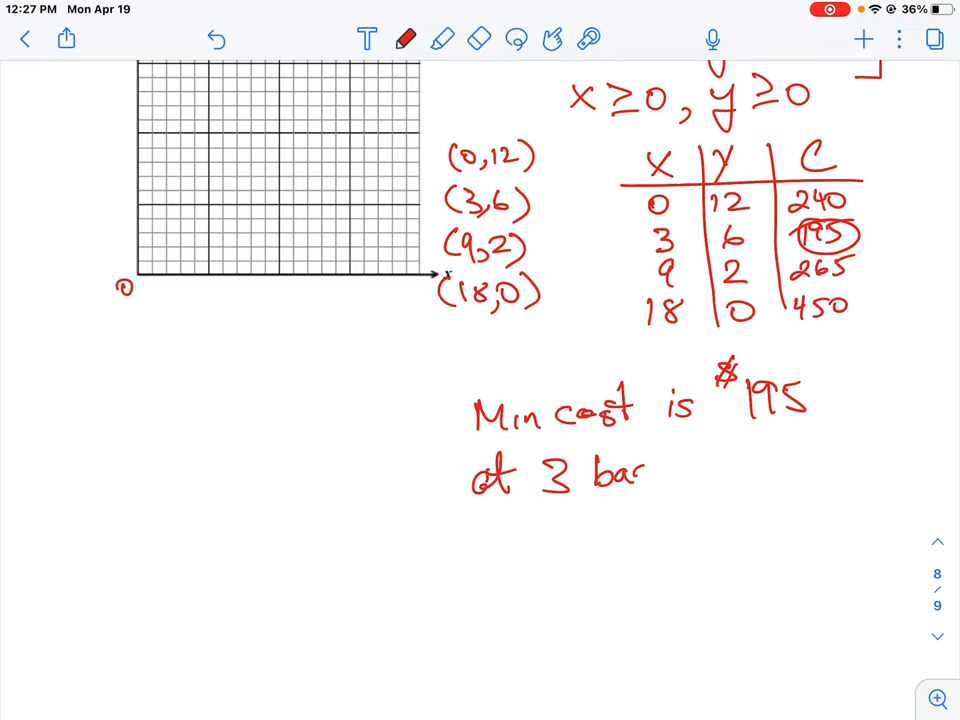 12:27 PM Mon Apr 19
36%
T
x ≥ 0, y ≥ 0
(0,12)
(3,6)
(9,2)
(18,0)
x
0
X Y C
0 12 240
3 6 195
9 2 265
18 0 450
Min cost is $195
at 3 bac
8
/
9